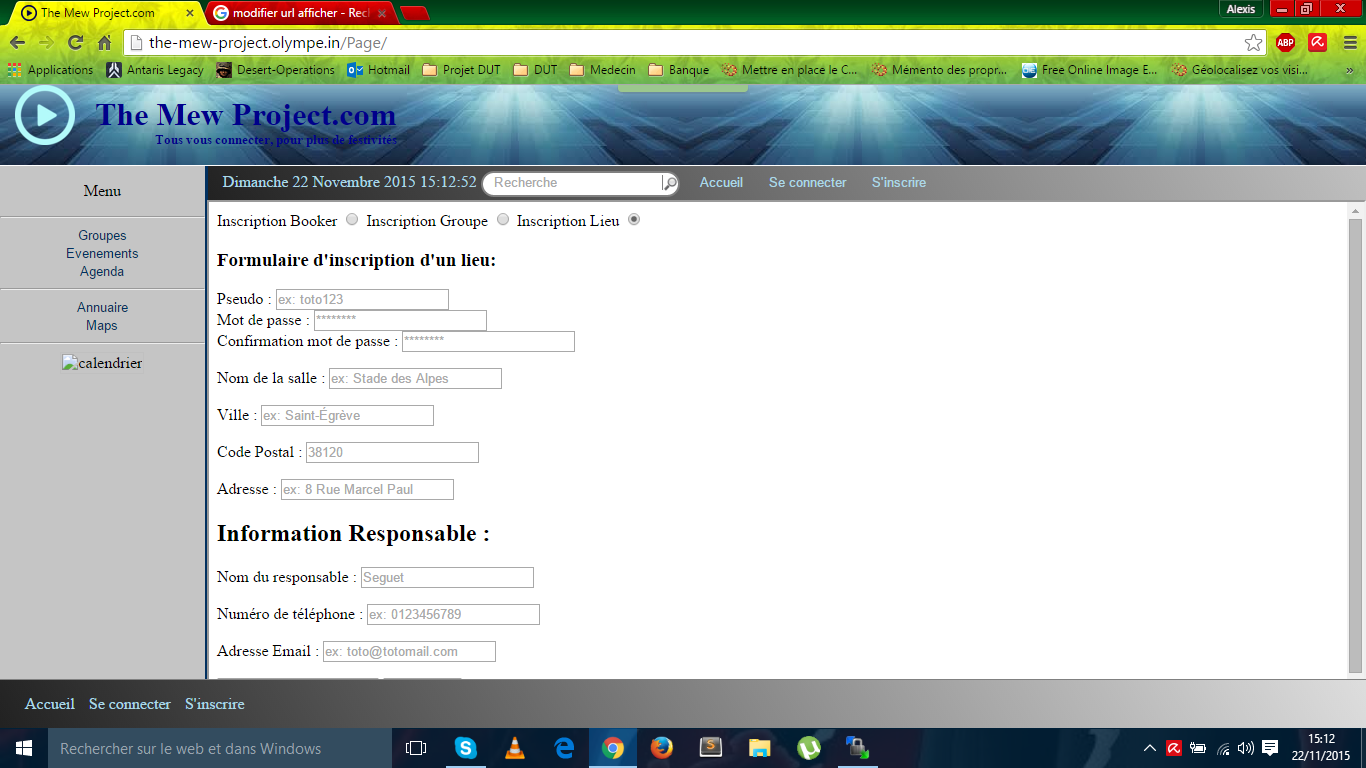 The Mew Project.com
modifier url afficher - Recl
Alexis
the-mew-project.olympe.in/Page/
ABP
Applications Antaris Legacy Desert-Operations Hotmail Projet DUT DUT Medecin Banque Mettre en place le C... Mémento des propr... Free Online Image E... Géolocalisez vos visi... »
The Mew Project.com
Tous vous connecter, pour plus de festivités
Menu
Groupes
Evenements
Agenda
Annuaire
Maps
calendrier
Dimanche 22 Novembre 2015 15:12:52 Recherche Accueil Se connecter S'inscrire
Inscription Booker Inscription Groupe Inscription Lieu
Formulaire d'inscription d'un lieu:
Pseudo : ex: toto123
Mot de passe : ********
Confirmation mot de passe : ********
Nom de la salle : ex: Stade des Alpes
Ville : ex: Saint-Égrève
Code Postal : 38120
Adresse : ex: 8 Rue Marcel Paul
Information Responsable :
Nom du responsable : Seguet
Numéro de téléphone : ex: 0123456789
Adresse Email : ex: toto@totomail.com
Accueil Se connecter S'inscrire
Rechercher sur le web et dans Windows
15:12
22/11/2015